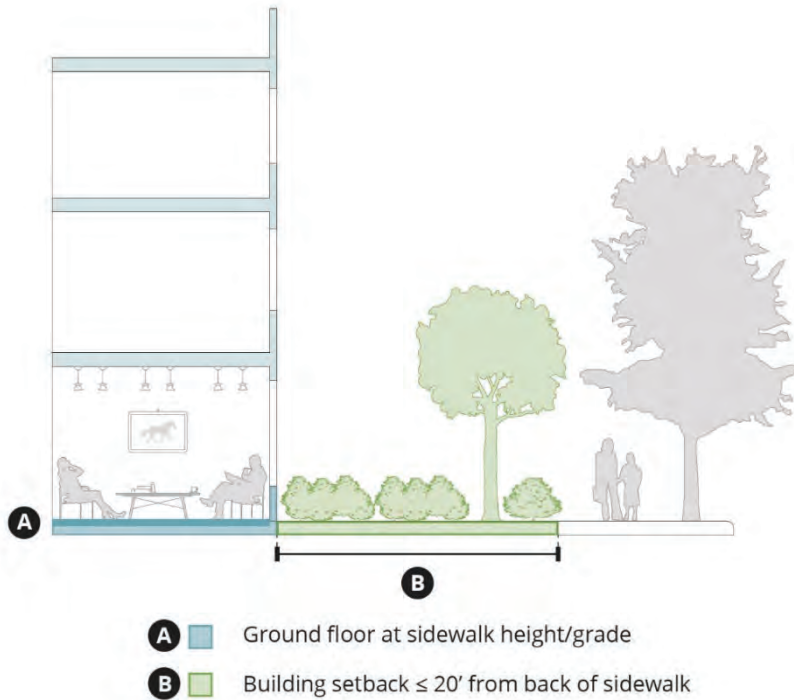 A
B
A Ground floor at sidewalk height/grade
B Building setback ≤ 20’ from back of sidewalk